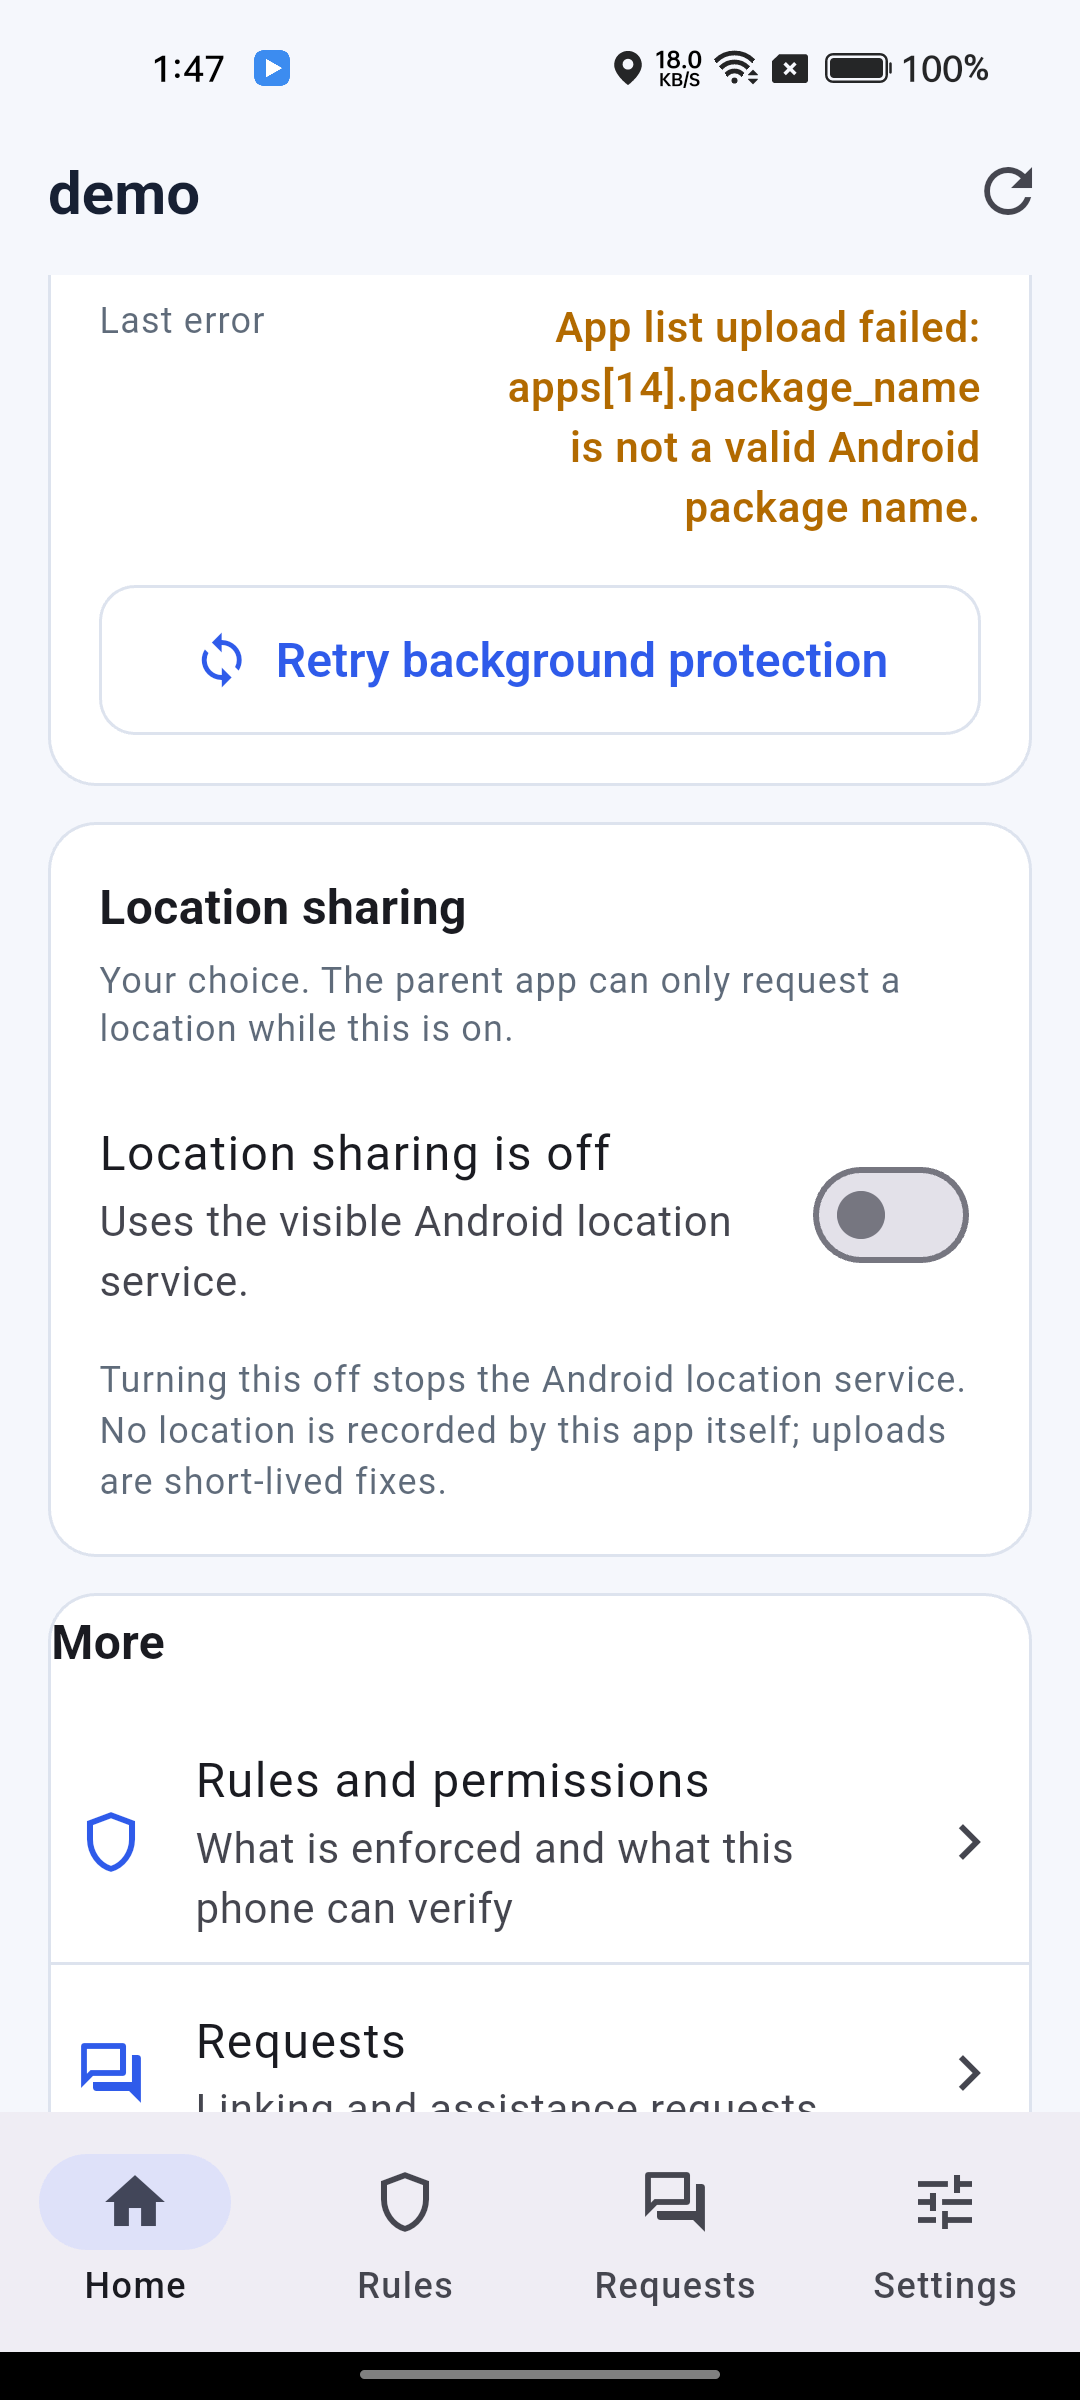 1:47
18.0
KB/S
100%
demo
Last error
App list upload failed:
apps[14].package_name
is not a valid Android
package name.
Retry background protection
Location sharing
Your choice. The parent app can only request a
location while this is on.
Location sharing is off
Uses the visible Android location
service.
Turning this off stops the Android location service.
No location is recorded by this app itself; uploads
are short-lived fixes.
More
Rules and permissions
What is enforced and what this
phone can verify
Requests
Linking and assistance requests
Home
Rules
Requests
Settings